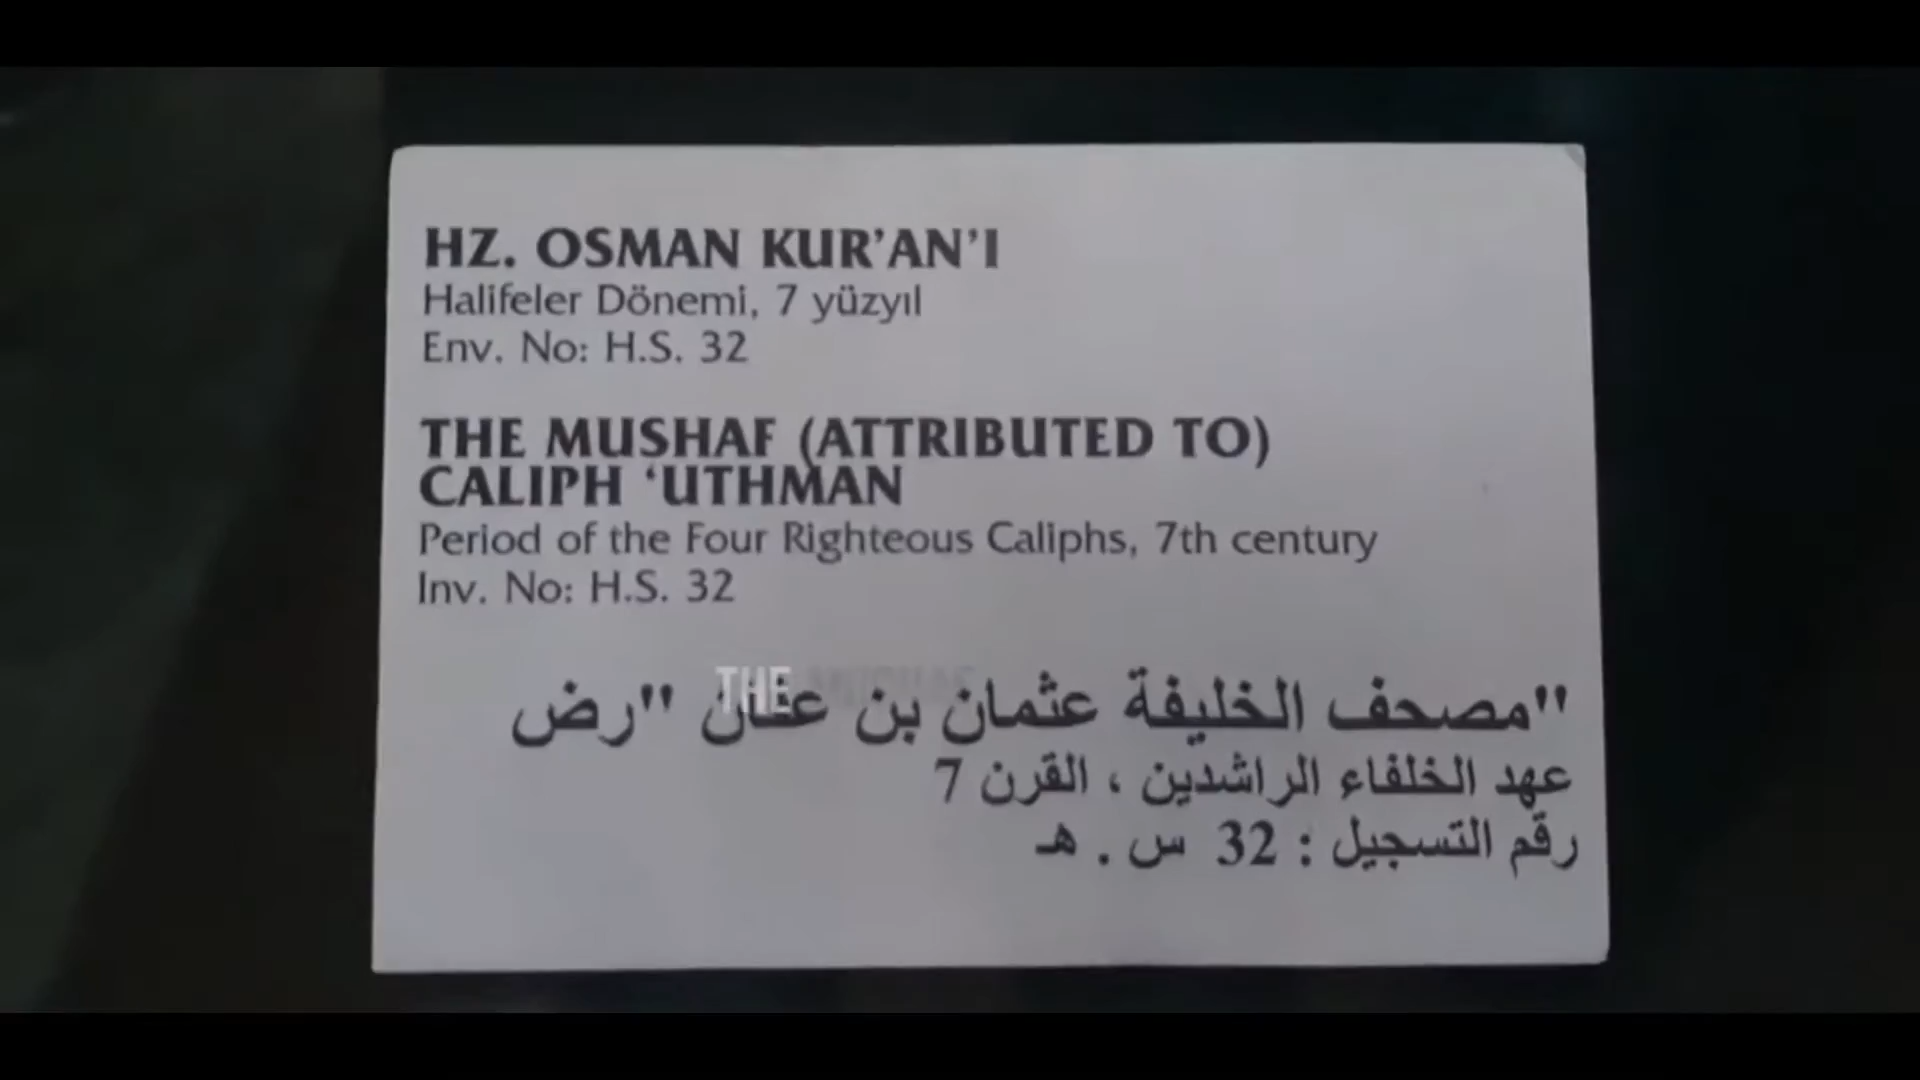 HZ. OSMAN KUR'AN'I
Halifeler Dönemi, 7 yüzyıl
Env. No: H.S. 32
THE MUSHAF (ATTRIBUTED TO)
CALIPH ‘UTHMAN
Period of the Four Righteous Caliphs, 7th century
Inv. No: H.S. 32
"مصحف الخليفة عثمان بن عفان "رض
عهد الخلفاء الراشدين ، القرن 7
رقم التسجيل : 32 س . هـ
THE